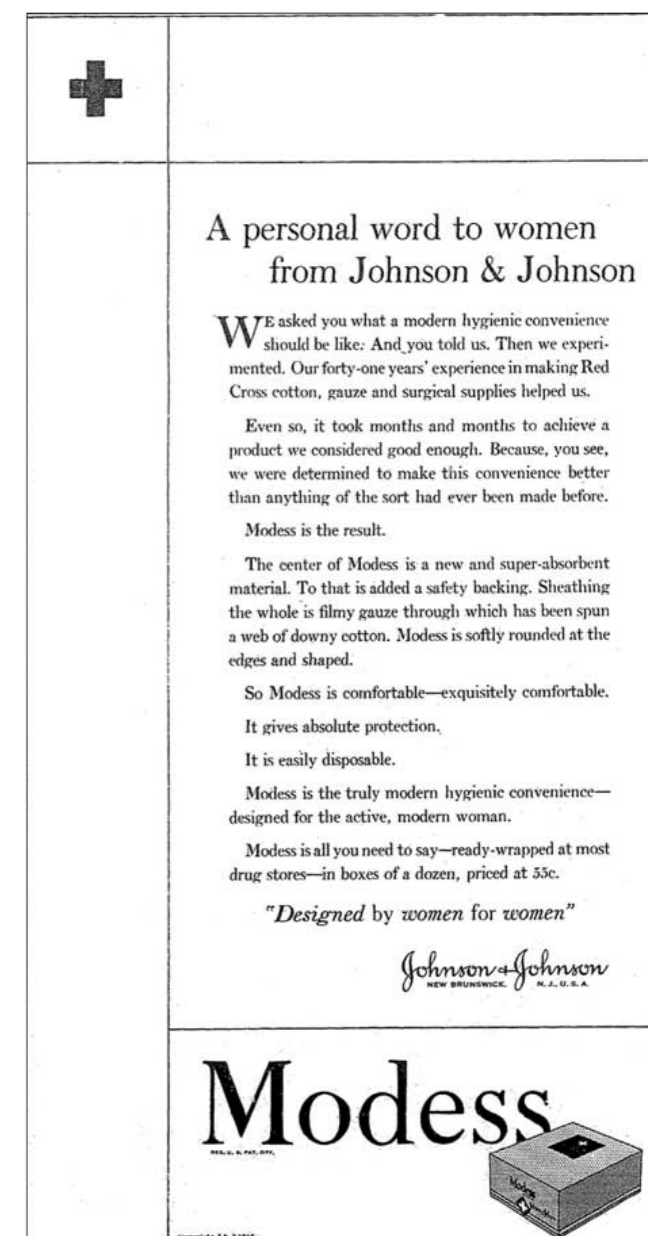 A personal word to women
from Johnson & Johnson
WE asked you what a modern hygienic convenience
should be like. And you told us. Then we experi-
mented. Our forty-one years' experience in making Red
Cross cotton, gauze and surgical supplies helped us.
Even so, it took months and months to achieve a
product we considered good enough. Because, you see,
we were determined to make this convenience better
than anything of the sort had ever been made before.
Modess is the result.
The center of Modess is a new and super-absorbent
material. To that is added a safety backing. Sheathing
the whole is filmy gauze through which has been spun
a web of downy cotton. Modess is softly rounded at the
edges and shaped.
So Modess is comfortable—exquisitely comfortable.
It gives absolute protection.
It is easily disposable.
Modess is the truly modern hygienic convenience—
designed for the active, modern woman.
Modess is all you need to say—ready-wrapped at most
drug stores—in boxes of a dozen, priced at 55c.
"Designed by women for women"
Johnson & Johnson
NEW BRUNSWICK, N. J., U. S. A.
Modess
REG. U. S. PAT. OFF.
Modess